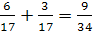 6/17 + 3/17 = 9/34